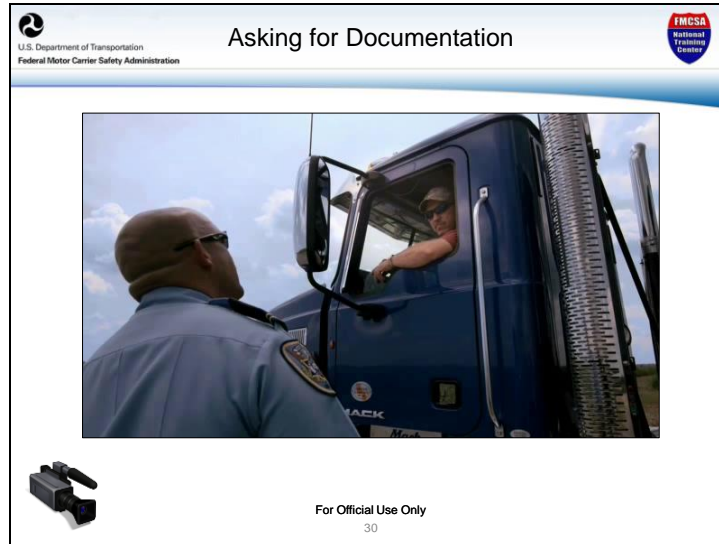 U.S. Department of Transportation
Federal Motor Carrier Safety Administration
Asking for Documentation
FMCSA
National
Training
Center
MACK
For Official Use Only
30